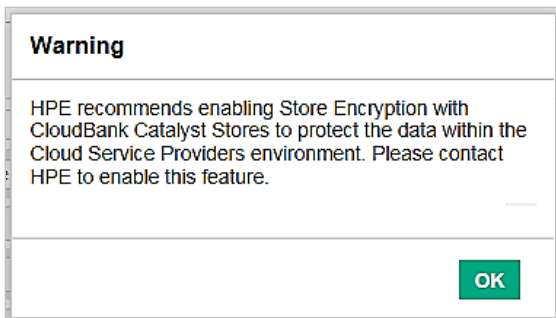 Warning
HPE recommends enabling Store Encryption with
CloudBank Catalyst Stores to protect the data within the
Cloud Service Providers environment. Please contact
HPE to enable this feature.
OK